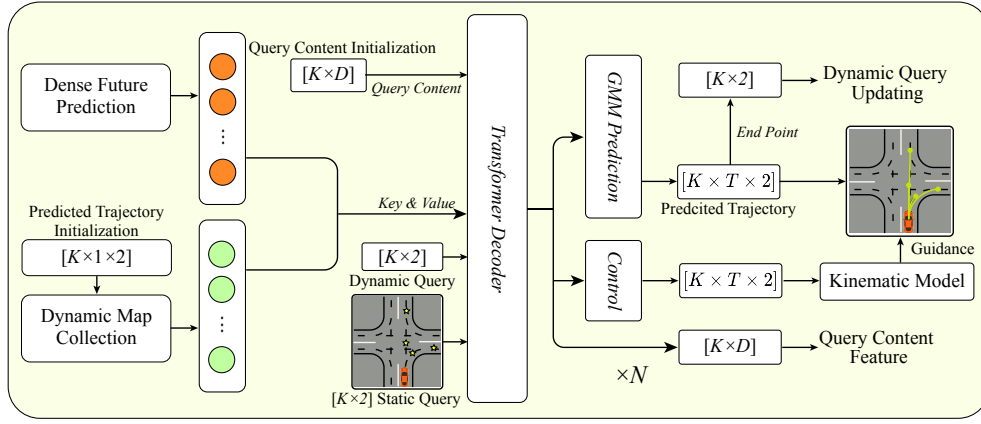 Dense Future
Prediction
Predicted Trajectory
Initialization
[K×1×2]
Dynamic Map
Collection
Query Content Initialization
[K×D]
Query Content
Key & Value
[K×2]
Dynamic Query
[K×2] Static Query
Transformer Decoder
GMM Prediction
[K×2]
Dynamic Query
Updating
End Point
[K × T × 2]
Predcited Trajectory
Control
[K × T × 2]
Guidance
Kinematic Model
×N
[K×D]
Query Content
Feature